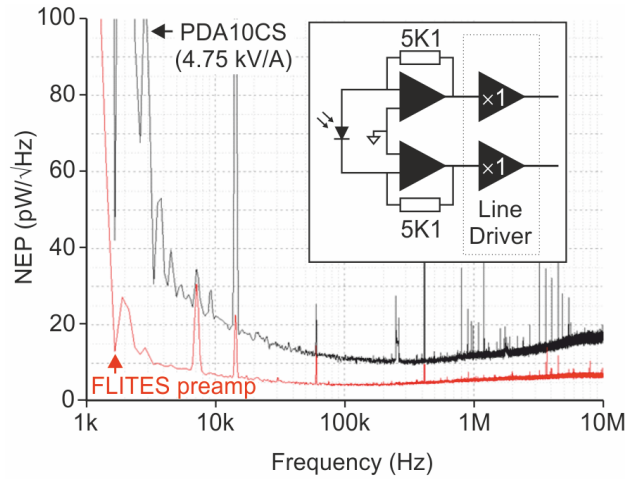 100
80
60
40
20
0
NEP (pW/√Hz)
PDA10CS
(4.75 kV/A)
5K1
×1
×1
5K1
Line
Driver
FLITES preamp
1k 10k 100k 1M 10M
Frequency (Hz)